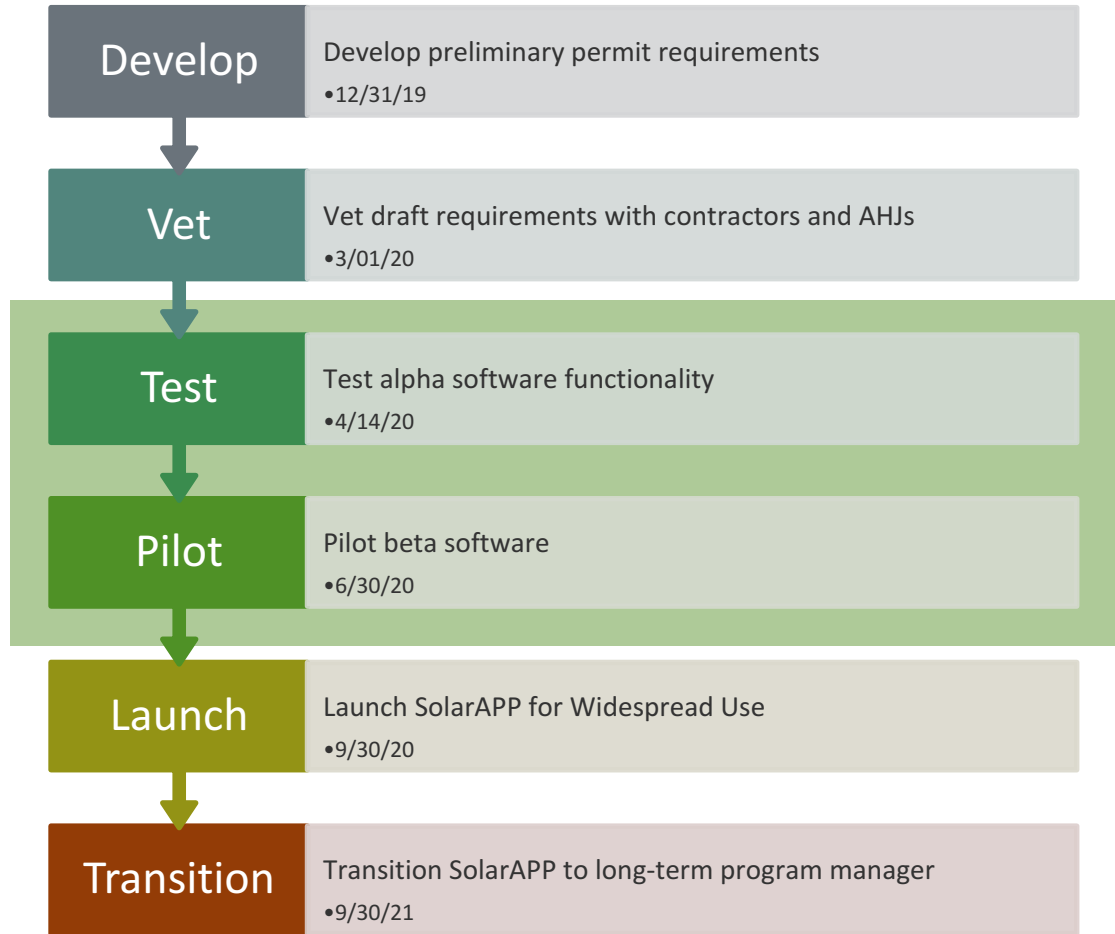 Develop
Develop preliminary permit requirements
•12/31/19
Vet
Vet draft requirements with contractors and AHJs
•3/01/20
Test
Test alpha software functionality
•4/14/20
Pilot
Pilot beta software
•6/30/20
Launch
Launch SolarAPP for Widespread Use
•9/30/20
Transition
Transition SolarAPP to long-term program manager
•9/30/21